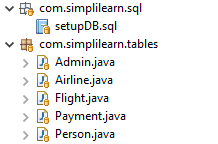 com.simplilearn.sql
setupDB.sql
com.simplilearn.tables
Admin.java
Airline.java
Flight.java
Payment.java
Person.java